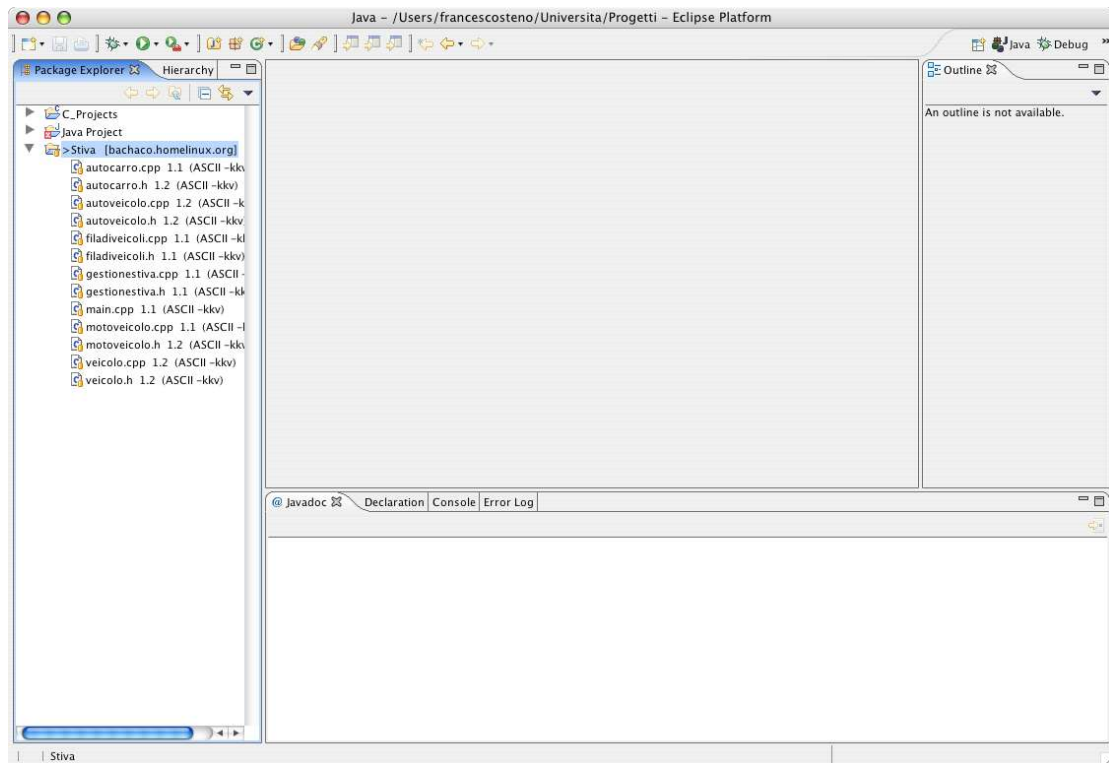 Java – /Users/francescosteno/Universita/Progetti – Eclipse Platform
Java Debug »
Package Explorer Hierarchy
C_Projects
Java Project
>Stiva [bachaco.homelinux.org]
autocarro.cpp 1.1 (ASCII -kkv
autocarro.h 1.2 (ASCII -kkv)
autoveicolo.cpp 1.2 (ASCII -k
autoveicolo.h 1.2 (ASCII -kkv
filadiveicoli.cpp 1.1 (ASCII -kl
filadiveicoli.h 1.1 (ASCII -kkv)
gestionestiva.cpp 1.1 (ASCII -
gestionestiva.h 1.1 (ASCII -kk
main.cpp 1.1 (ASCII -kkv)
motoveicolo.cpp 1.1 (ASCII -l
motoveicolo.h 1.2 (ASCII -kkv
veicolo.cpp 1.2 (ASCII -kkv)
veicolo.h 1.2 (ASCII -kkv)
Outline
An outline is not available.
@ Javadoc Declaration Console Error Log
Stiva